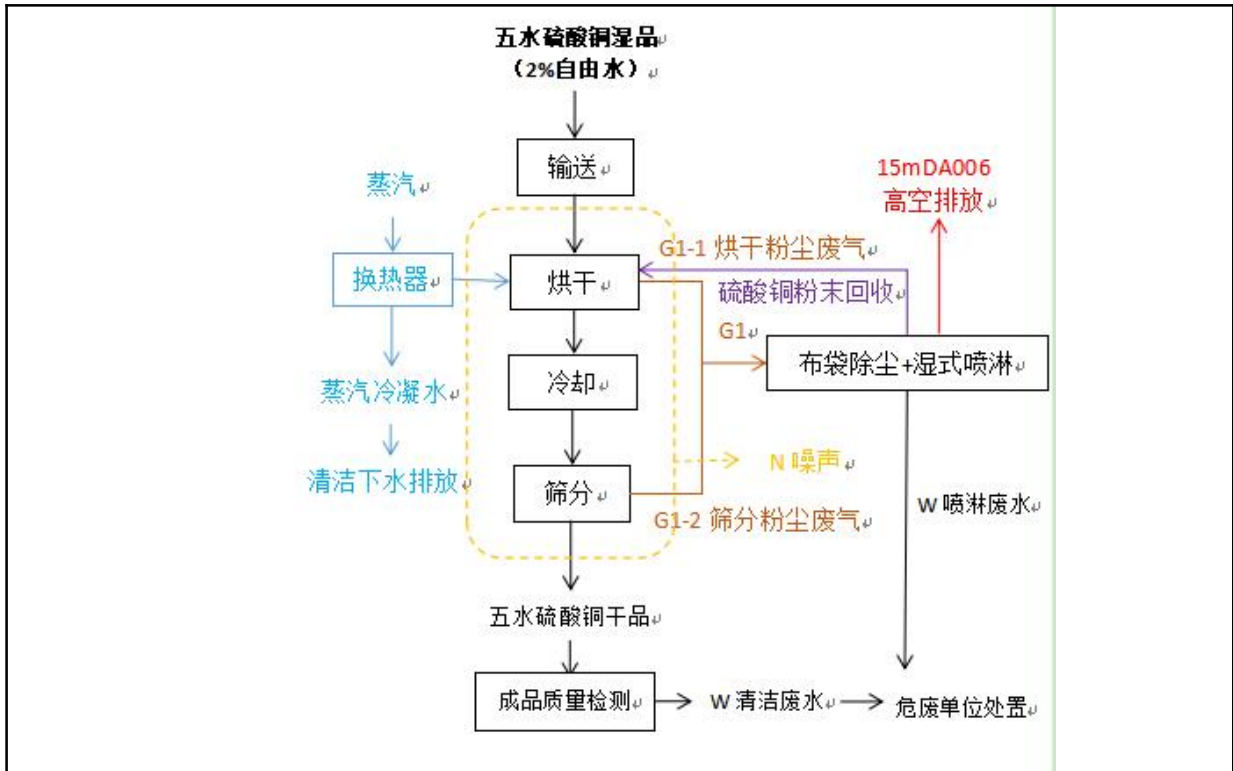 五水硫酸铜湿品
（2%自由水）
输送
15mDA006
高空排放
蒸汽
G1-1 烘干粉尘废气
换热器
烘干
硫酸铜粉末回收
G1
布袋除尘+湿式喷淋
冷却
蒸汽冷凝水
N 噪声
清洁下水排放
筛分
W 喷淋废水
G1-2 筛分粉尘废气
五水硫酸铜干品
成品质量检测
W 清洁废水
危废单位处置